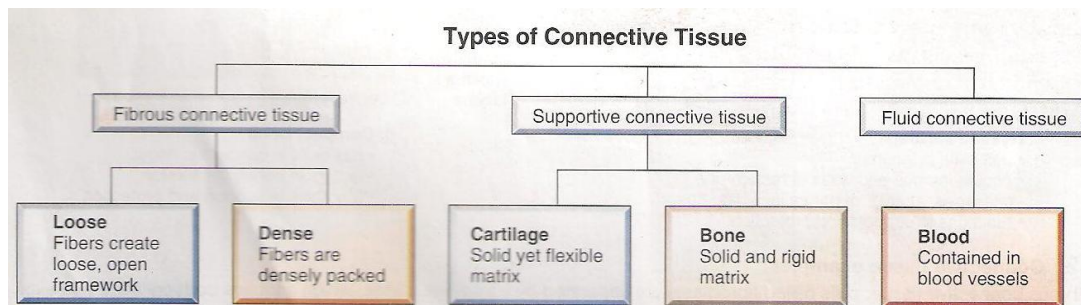 Types of Connective Tissue
Fibrous connective tissue
Supportive connective tissue
Fluid connective tissue
Loose
Fibers create
loose, open
framework
Dense
Fibers are
densely packed
Cartilage
Solid yet flexible
matrix
Bone
Solid and rigid
matrix
Blood
Contained in
blood vessels